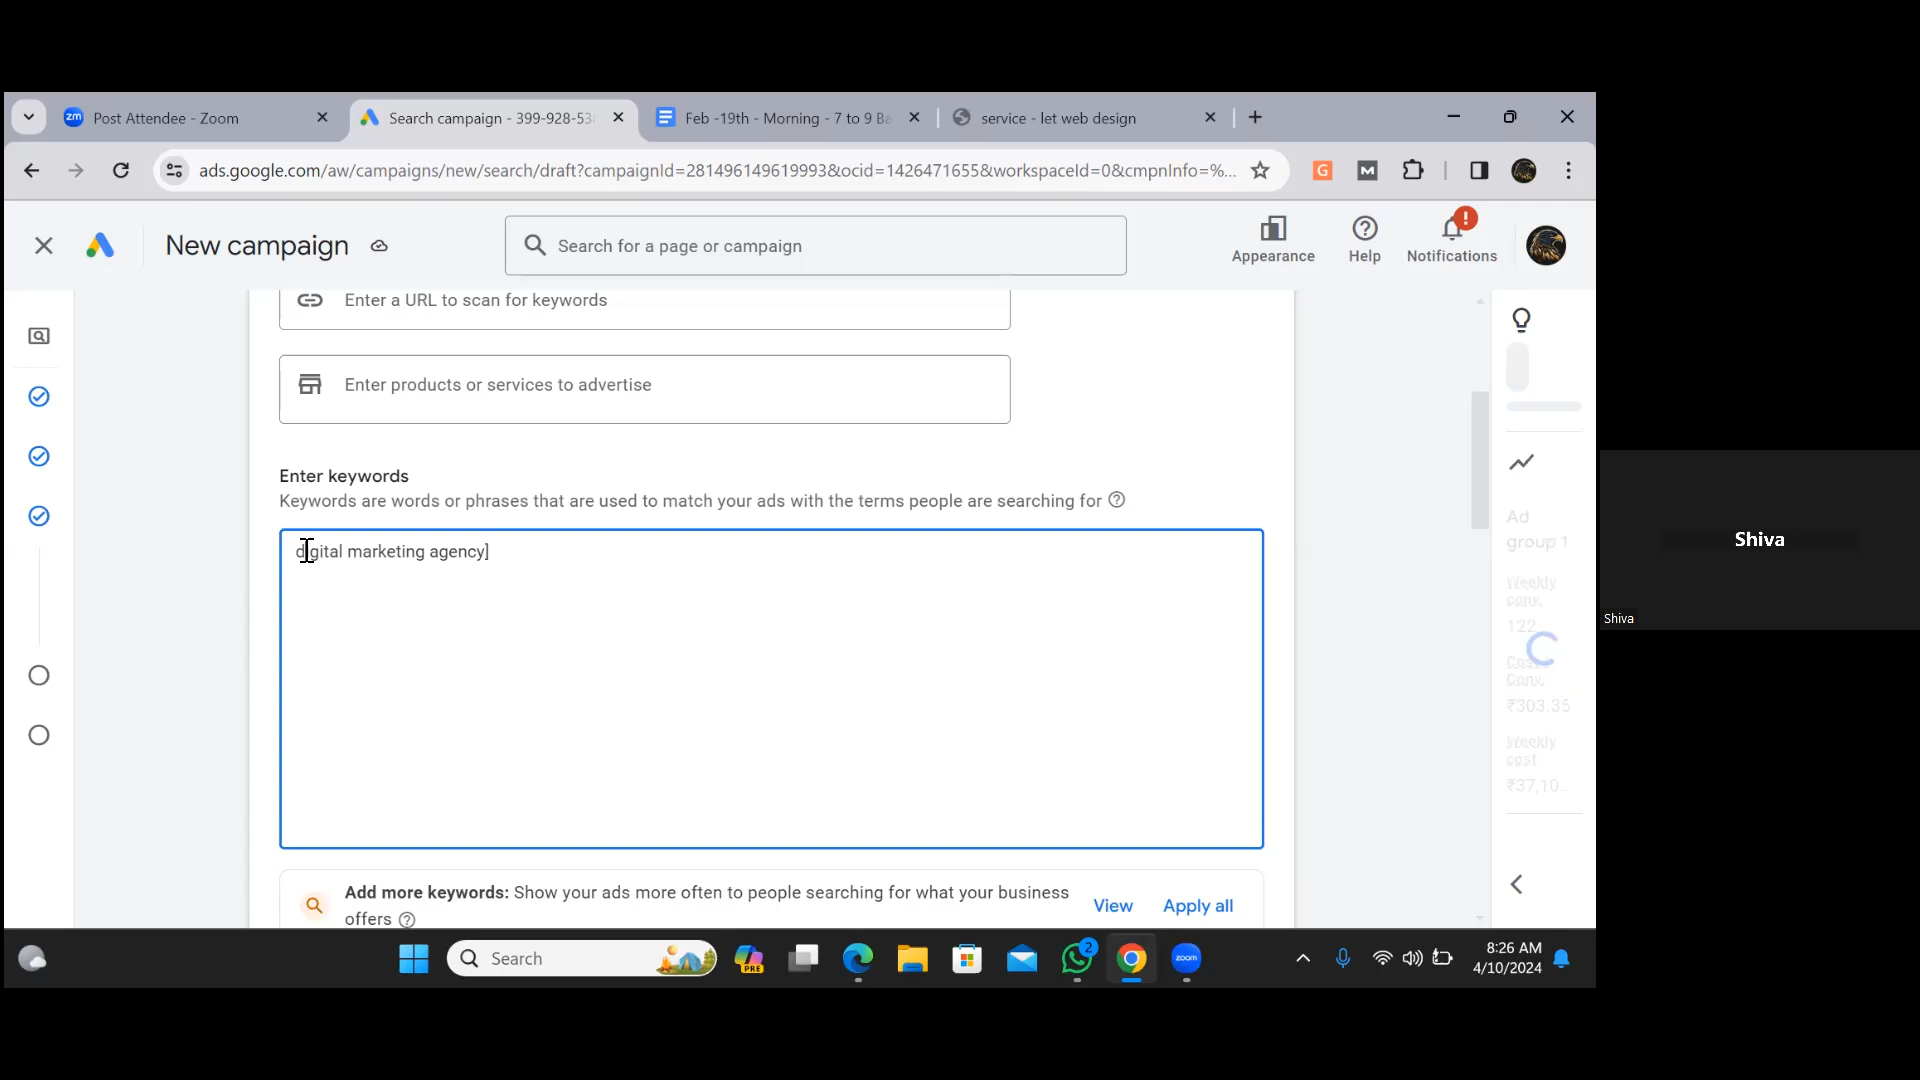 Post Attendee - Zoom
Search campaign - 399-928-53
Feb -19th - Morning - 7 to 9 Ba
service - let web design
ads.google.com/aw/campaigns/new/search/draft?campaignId=281496149619993&ocid=1426471655&workspaceId=0&cmpnInfo=%...
New campaign
Search for a page or campaign
Appearance
Help
Notifications
Enter a URL to scan for keywords
Enter products or services to advertise
Enter keywords
Keywords are words or phrases that are used to match your ads with the terms people are searching for
digital marketing agency]
Add more keywords: Show your ads more often to people searching for what your business
offers
View
Apply all
Ad
group 1
Weekly
conv.
122
Cost
Conv.
₹303.35
Weekly
cost
₹37,10..
Shiva
Shiva
Search
PRE
2
zoom
8:26 AM
4/10/2024